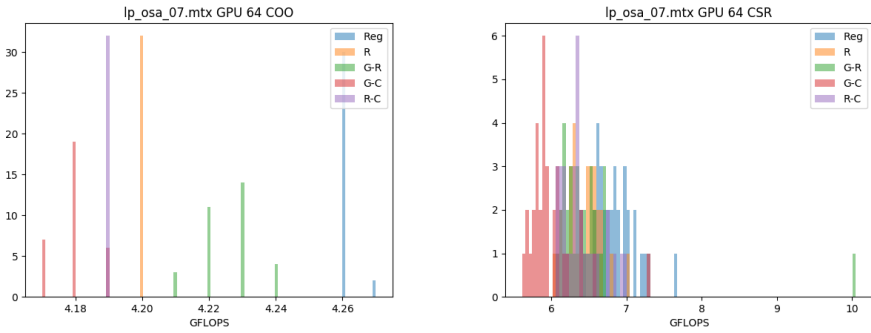 lp_osa_07.mtx GPU 64 COO
30
25
20
15
10
5
0
4.18
4.20
4.22
4.24
4.26
GFLOPS
Reg
R
G-R
G-C
R-C
lp_osa_07.mtx GPU 64 CSR
6
5
4
3
2
1
0
6
7
8
9
10
GFLOPS
Reg
R
G-R
G-C
R-C